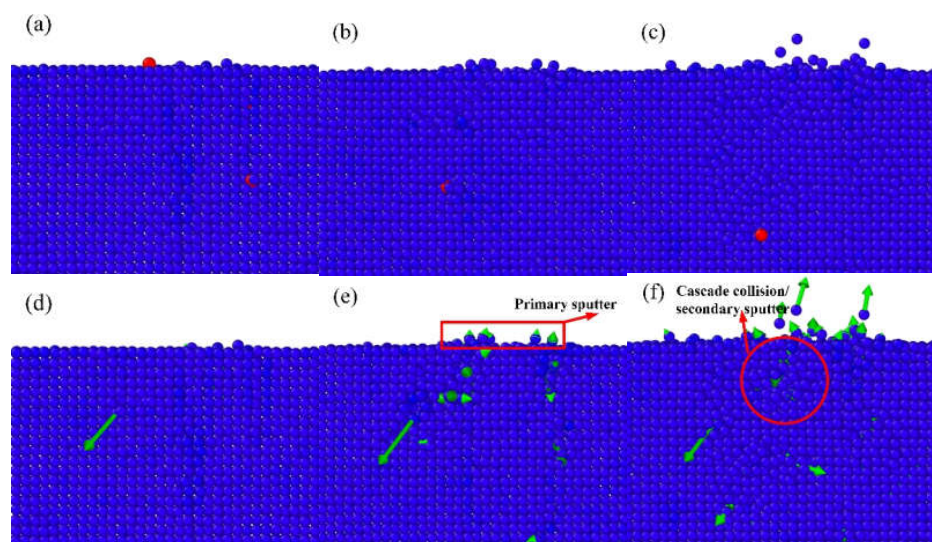 (a)
(b)
(c)
(d)
(e)
Primary sputter
(f)
Cascade collision/
secondary sputter